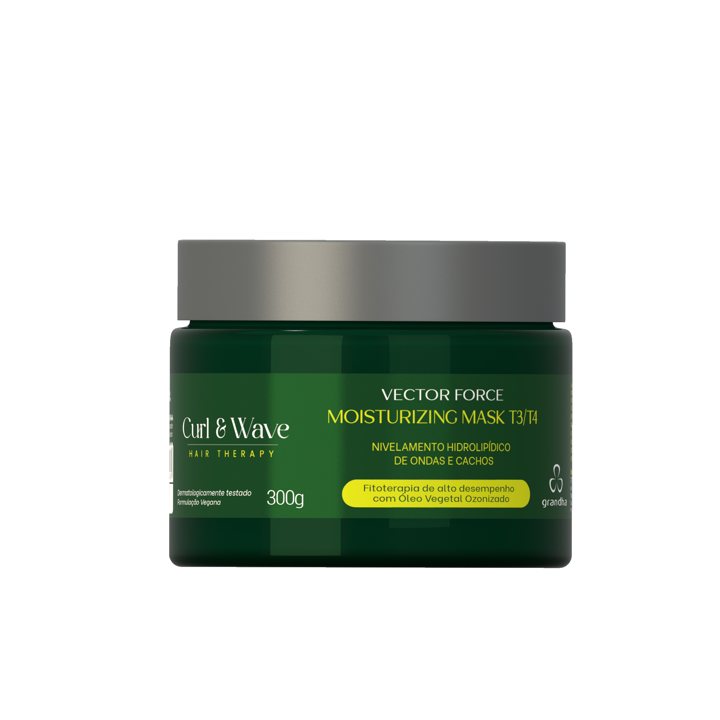 Curl & Wave
HAIR THERAPY
Dermatologicamente testado
Formulação Vegana
300g
VECTOR FORCE
MOISTURIZING MASK T3/T4
NIVELAMENTO HIDROLIPÍDICO
DE ONDAS E CACHOS
Fitoterapia de alto desempenho
com Óleo Vegetal Ozonizado
grandha